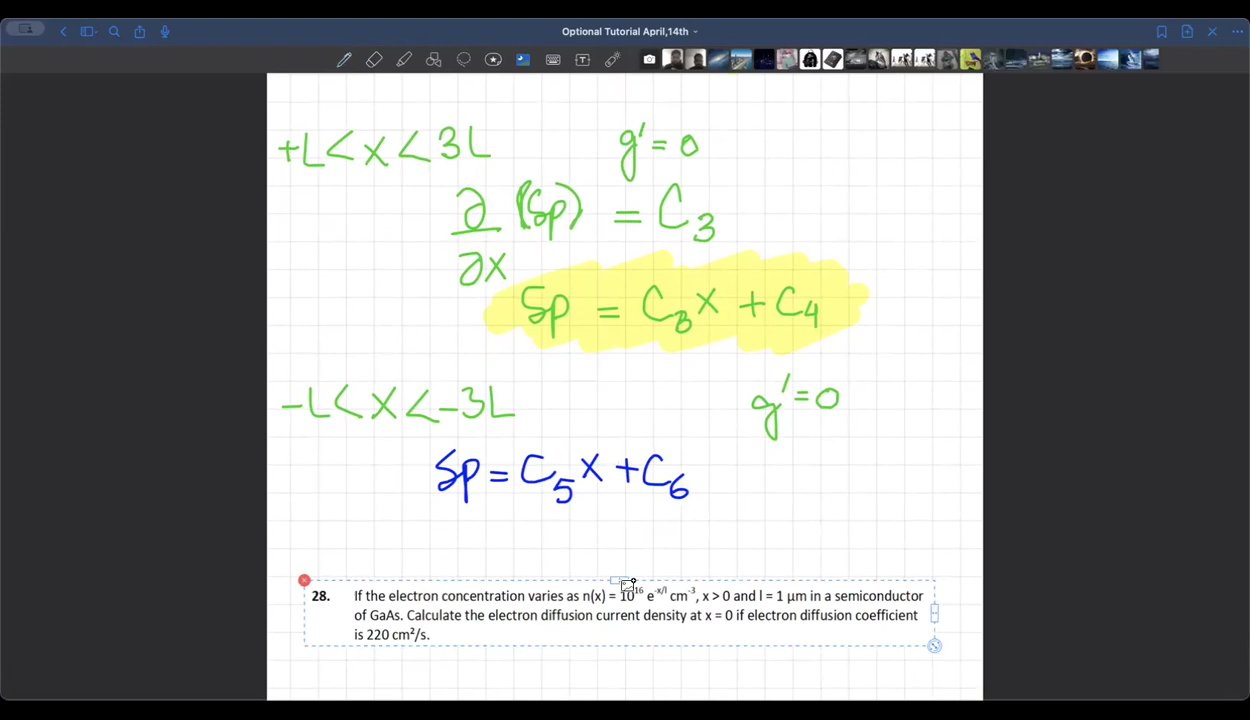 Optional Tutorial April,14th
+L < x < 3L g' = 0
∂/∂x (δp) = C3
δp = C3x + C4
-L < x < -3L g' = 0
δp = C5x + C6
28. If the electron concentration varies as n(x) = 10^16 e^-x/l cm^-3, x > 0 and l = 1 μm in a semiconductor
of GaAs. Calculate the electron diffusion current density at x = 0 if electron diffusion coefficient
is 220 cm²/s.